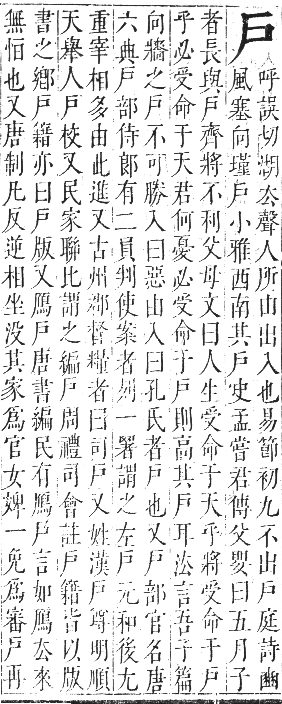 戶
呼誤切湖去聲人所由出入也易節初九不出戶庭詩豳
風塞向墐戶小雅西南其戶史孟嘗君傳父嬰曰五月子
者長與戶齊將不利父母文曰人生受命于天乎將受命于戶
乎必受命于天君何憂必受命于戶則高其戶耳法言吾子篇
向牆之戶不可勝入曰惡由入曰孔氏者戶也又戶部官名唐
六典戶部侍郎有二員判使案者別一署謂之左戶元和後尤
重宰相多由此進又古州郡督糧者曰司戶又姓漢戶尊明順
天舉人戶校又民家聯比謂之編戶周禮司會註戶籍皆以版
書之鄉戶籍亦曰戶版又鴈戶唐書編民有鴈戶言如鴈去來
無恒也又唐制凡反逆相坐沒其家爲官女婢一免爲審戶再